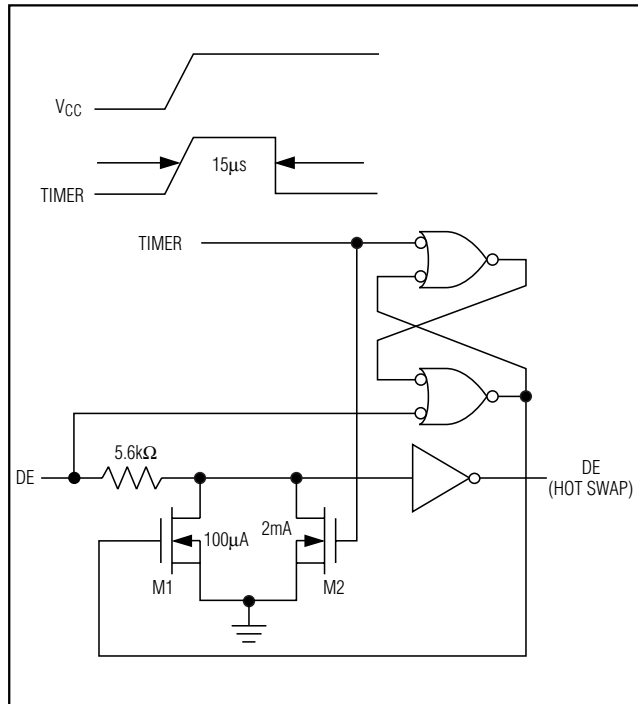 VCC
15µs
TIMER
TIMER
5.6kΩ
DE
DE
(HOT SWAP)
100µA
2mA
M1
M2